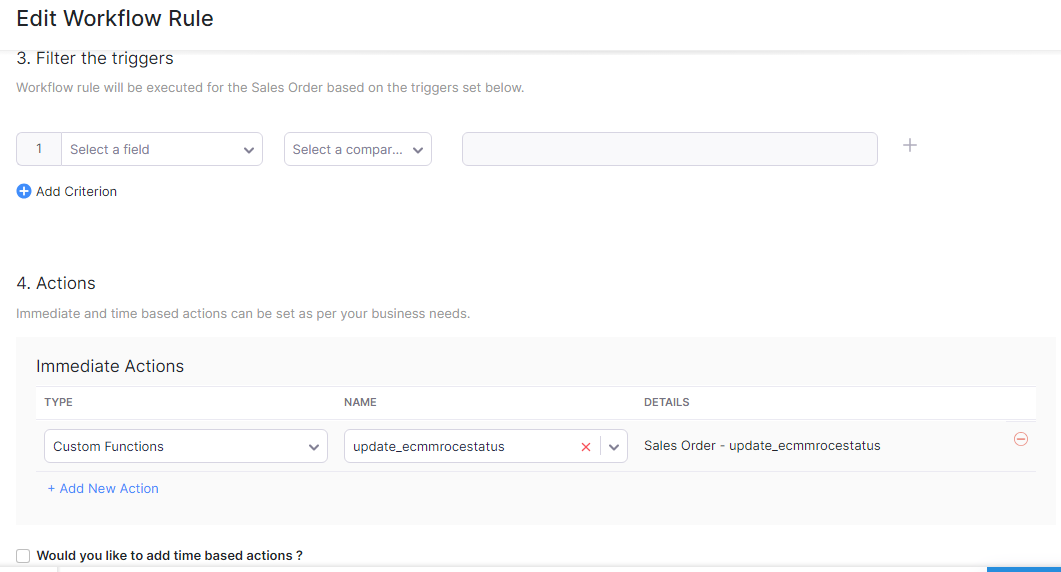 Edit Workflow Rule
3. Filter the triggers
Workflow rule will be executed for the Sales Order based on the triggers set below.
1 Select a field Select a compar...
Add Criterion
4. Actions
Immediate and time based actions can be set as per your business needs.
Immediate Actions
TYPE NAME DETAILS
Custom Functions update_ecmmrocestatus Sales Order - update_ecmmrocestatus
+ Add New Action
Would you like to add time based actions ?